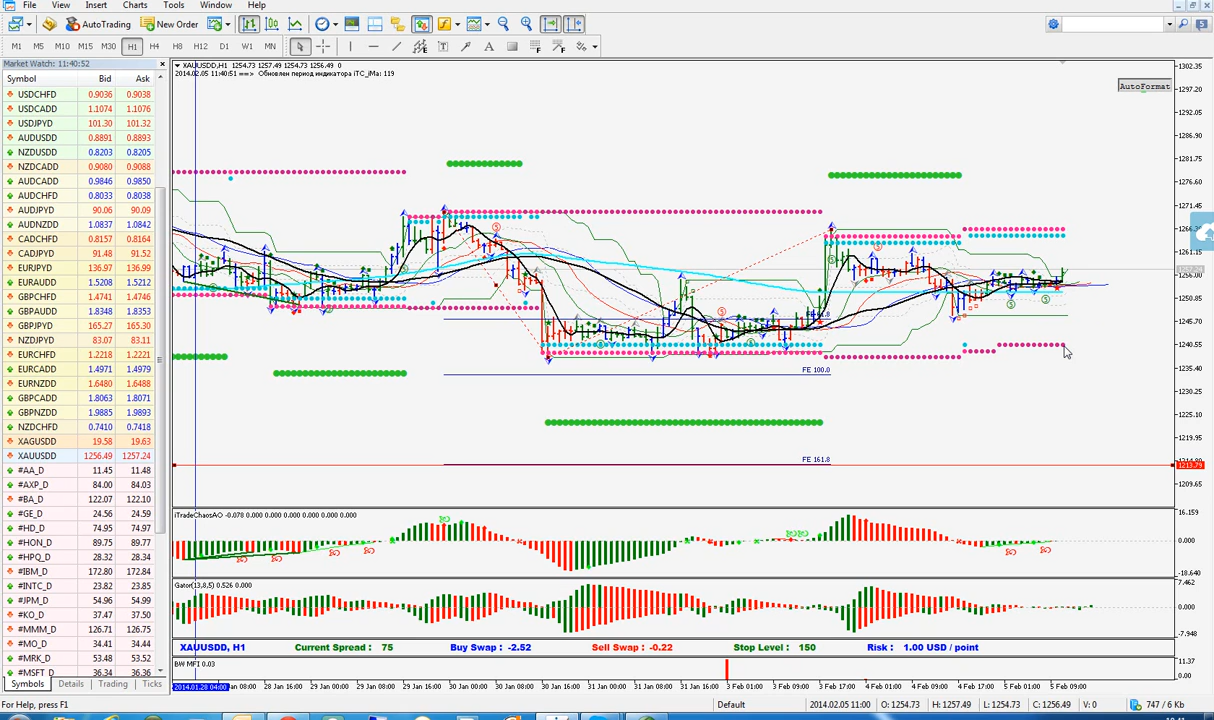 File View Insert Charts Tools Window Help
AutoTrading New Order
M1 M5 M10 M15 M30 H1 H4 H8 H12 D1 W1 MN
Market Watch: 11:40:52
Symbol Bid Ask
USDCHFD 0.9036 0.9038
USDCADD 1.1074 1.1076
USDJPYD 101.30 101.32
AUDUSDD 0.8891 0.8893
NZDUSDD 0.8203 0.8205
NZDCADD 0.9080 0.9088
AUDCADD 0.9846 0.9850
AUDCHFD 0.8033 0.8038
AUDJPYD 90.06 90.09
AUDNZDD 1.0837 1.0842
CADCHFD 0.8157 0.8164
CADJPYD 91.48 91.52
EURJPYD 136.97 136.99
EURAUDD 1.5208 1.5212
GBPCHFD 1.4741 1.4746
GBPAUDD 1.8348 1.8353
GBPJPYD 165.27 165.30
NZDJPYD 83.07 83.11
EURCHFD 1.2218 1.2221
EURCADD 1.4971 1.4979
EURNZDD 1.6480 1.6488
GBPCADD 1.8063 1.8071
GBPNZDD 1.9885 1.9893
NZDCHFD 0.7410 0.7418
XAGUSDD 19.58 19.63
XAUUSDD 1256.49 1257.24
#AA_D 11.45 11.48
#AXP_D 84.00 84.03
#BA_D 122.07 122.10
#GE_D 24.56 24.59
#HD_D 74.95 74.97
#HON_D 89.75 89.77
#HPQ_D 28.32 28.34
#IBM_D 172.80 172.84
#INTC_D 23.82 23.85
#JPM_D 54.96 54.99
#KO_D 37.47 37.50
#MMM_D 126.71 126.75
#MO_D 34.41 34.44
#MRK_D 53.48 53.52
#MSFT_D 36.34 36.36
Symbols Details Trading Ticks
XAUUSDD,H1 1254.73 1257.49 1254.73 1256.49 0
2014.02.05 11:40:51 ==> Обновлен период индикатора iTC_iMa: 119
AutoFormat
FE 61.8
FE 100.0
FE 161.8
1302.35
1297.20
1292.05
1286.90
1281.75
1276.60
1271.45
1261.15
1256.00
1250.85
1245.70
1240.55
1235.40
1230.25
1225.10
1219.95
1213.79
1209.65
iTradeChaosAO -0.078 0.000 0.000 0.000 0.000 0.000
16.159
0.000
-18.640
Gator(13,8,5) 0.526 0.000
7.462
0.000
-7.948
XAUUSDD, H1 Current Spread : 75 Buy Swap : -2.52 Sell Swap : -0.22 Stop Level : 150 Risk : 1.00 USD / point
BW MFI 0.03
11.37
0.00
2014.01.28 04:00 28 Jan 16:00 29 Jan 00:00 29 Jan 08:00 29 Jan 16:00 30 Jan 00:00 30 Jan 08:00 30 Jan 16:00 31 Jan 00:00 31 Jan 08:00 31 Jan 16:00 3 Feb 01:00 3 Feb 09:00 3 Feb 17:00 4 Feb 01:00 4 Feb 09:00 4 Feb 17:00 5 Feb 01:00 5 Feb 09:00
For Help, press F1 Default 2014.02.05 11:00 O: 1254.73 H: 1257.49 L: 1254.73 C: 1256.49 V: 0 747 / 6 Kb